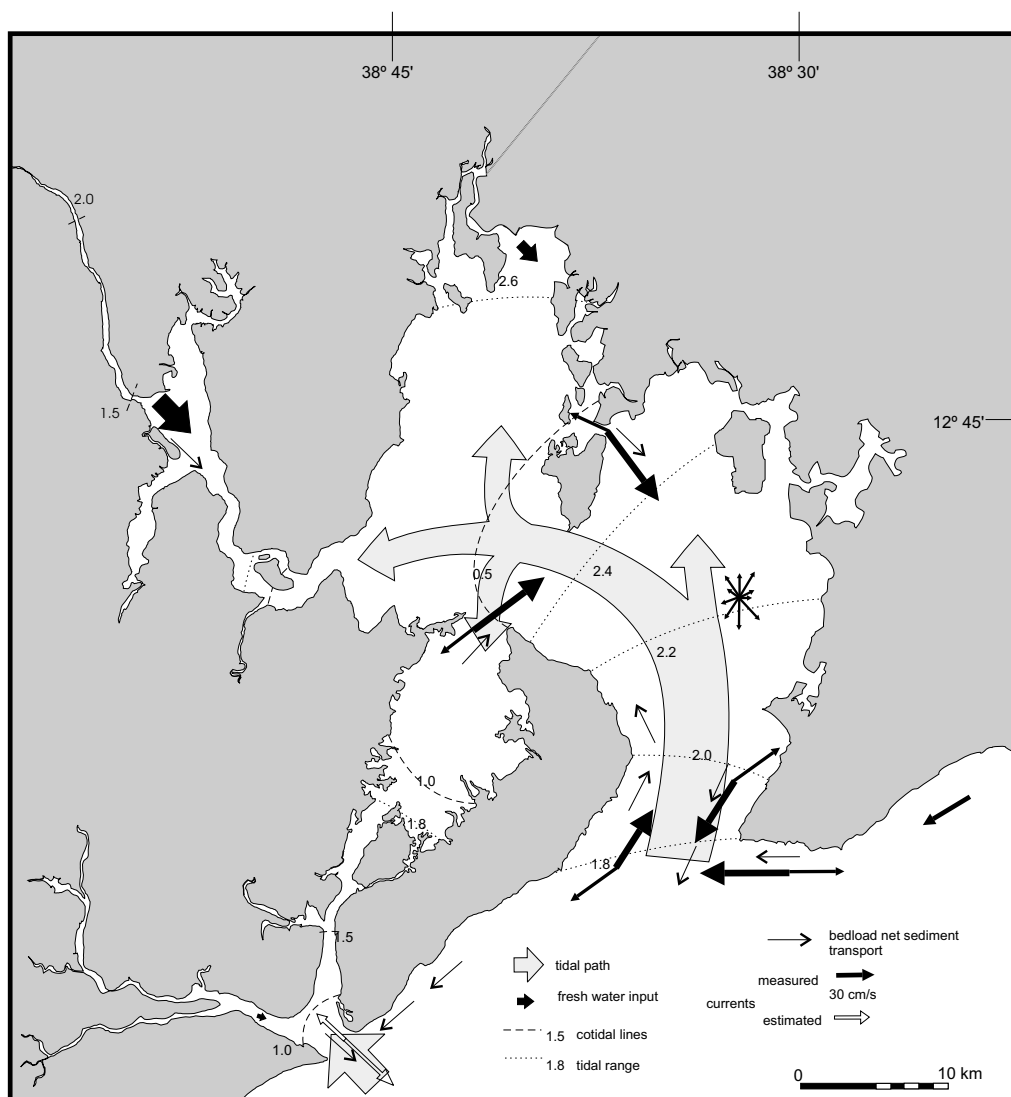 38º 45'
38º 30'
2.0
2.6
1.5
12º 45'
0.5
2.4
2.2
2.0
1.0
1.8
1.8
1.5
1.0
tidal path
fresh water input
1.5 cotidal lines
1.8 tidal range
bedload net sediment
transport
measured
30 cm/s
currents
estimated
0
10 km